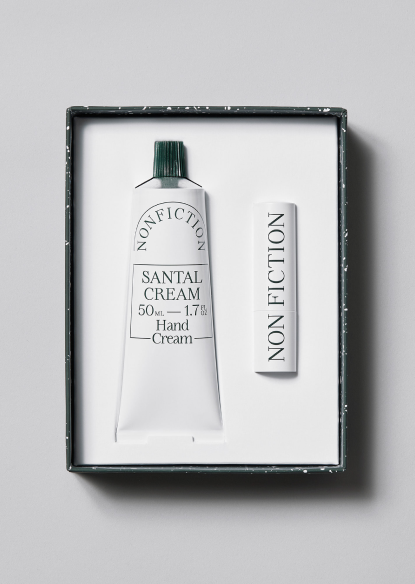 NONFICTION
SANTAL
CREAM
50ML — 1.7 FL OZ
Hand
Cream
NON FICTION